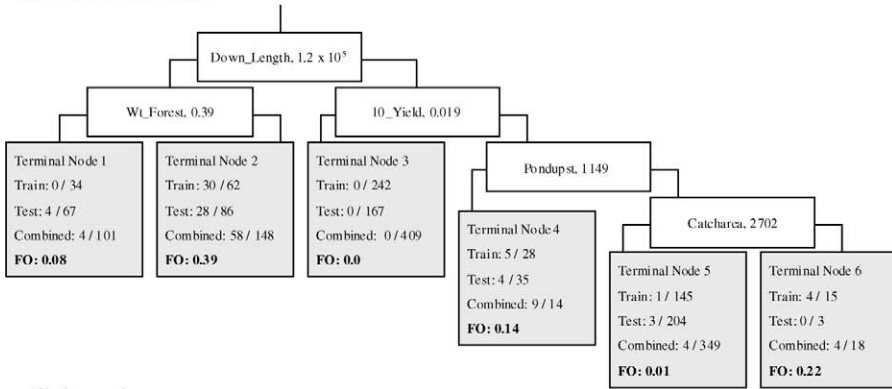 Down_Length, 1.2 x 10⁵
Wt_Forest, 0.39
10_Yield, 0.019
Terminal Node 1
Train: 0 / 34
Test: 4 / 67
Combined: 4 / 101
FO: 0.08
Terminal Node 2
Train: 30 / 62
Test: 28 / 86
Combined: 58 / 148
FO: 0.39
Terminal Node 3
Train: 0 / 242
Test: 0 / 167
Combined: 0 / 409
FO: 0.0
Pondupst, 1149
Terminal Node 4
Train: 5 / 28
Test: 4 / 35
Combined: 9 / 14
FO: 0.14
Catcharea, 2702
Terminal Node 5
Train: 1 / 145
Test: 3 / 204
Combined: 4 / 349
FO: 0.01
Terminal Node 6
Train: 4 / 15
Test: 0 / 3
Combined: 4 / 18
FO: 0.22